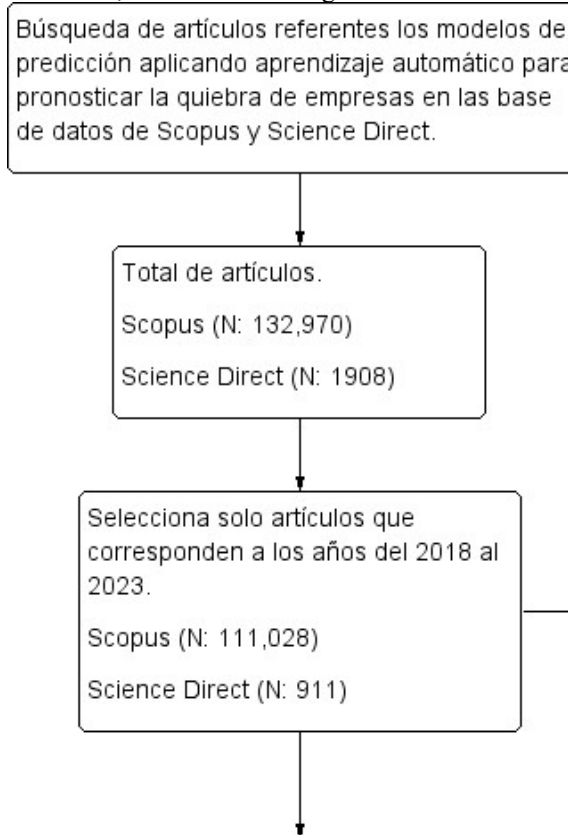 Búsqueda de artículos referentes los modelos de
predicción aplicando aprendizaje automático para
pronosticar la quiebra de empresas en las base
de datos de Scopus y Science Direct.
Total de artículos.
Scopus (N: 132,970)
Science Direct (N: 1908)
Selecciona solo artículos que
corresponden a los años del 2018 al
2023.
Scopus (N: 111,028)
Science Direct (N: 911)